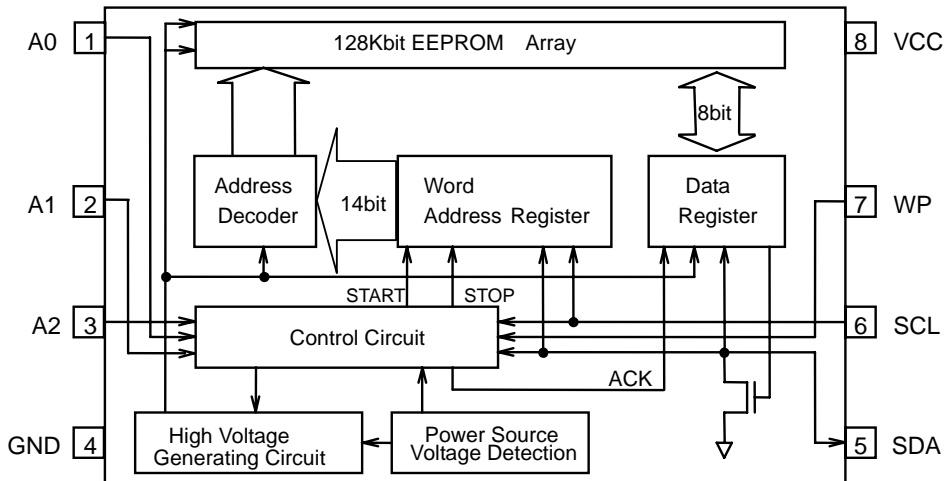 A0 1
128Kbit EEPROM Array
8 VCC
8bit
A1 2
Address
Decoder
14bit
Word
Address Register
Data
Register
7 WP
START
STOP
A2 3
Control Circuit
6 SCL
ACK
GND 4
High Voltage
Generating Circuit
Power Source
Voltage Detection
5 SDA